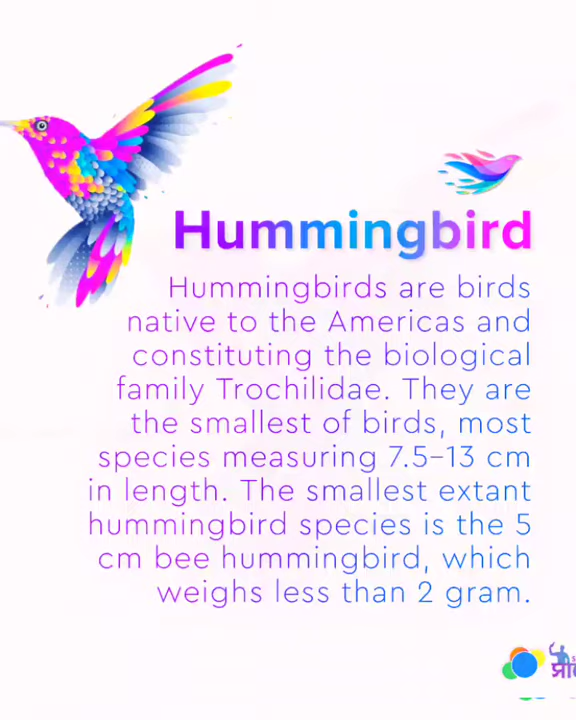 Hummingbird
Hummingbirds are birds
native to the Americas and
constituting the biological
family Trochilidae. They are
the smallest of birds, most
species measuring 7.5–13 cm
in length. The smallest extant
hummingbird species is the 5
cm bee hummingbird, which
weighs less than 2 gram.